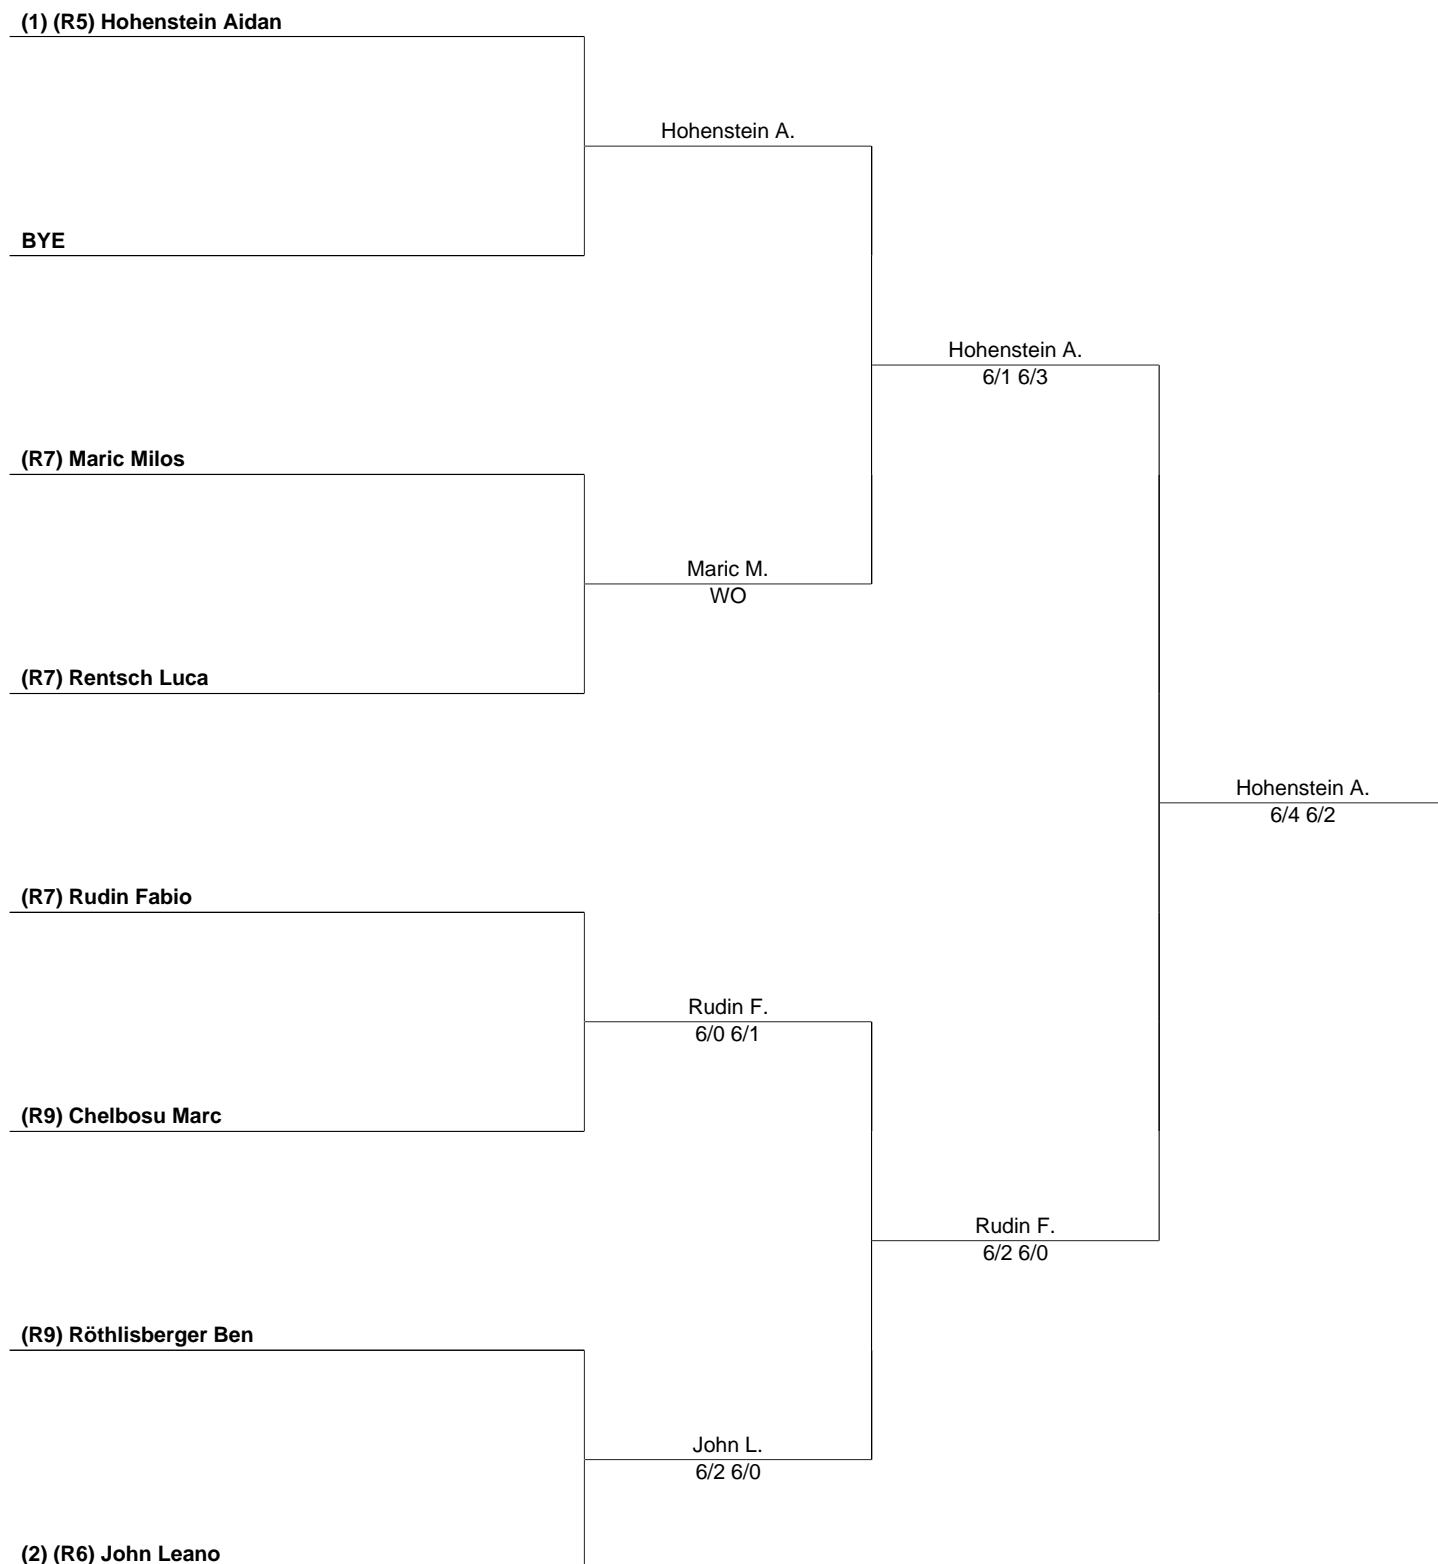 (1) (R5) Hohenstein Aidan
Hohenstein A.
BYE
Hohenstein A.
6/1 6/3
(R7) Maric Milos
Maric M.
WO
(R7) Rentsch Luca
Hohenstein A.
6/4 6/2
(R7) Rudin Fabio
Rudin F.
6/0 6/1
(R9) Chelbosu Marc
Rudin F.
6/2 6/0
(R9) Röthlisberger Ben
John L.
6/2 6/0
(2) (R6) John Leano